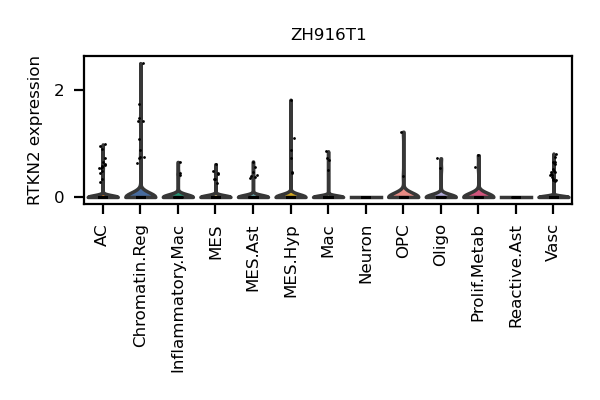 ZH916T1
RTKN2 expression
2
0
AC
Chromatin.Reg
Inflammatory.Mac
MES
MES.Ast
MES.Hyp
Mac
Neuron
OPC
Oligo
Prolif.Metab
Reactive.Ast
Vasc